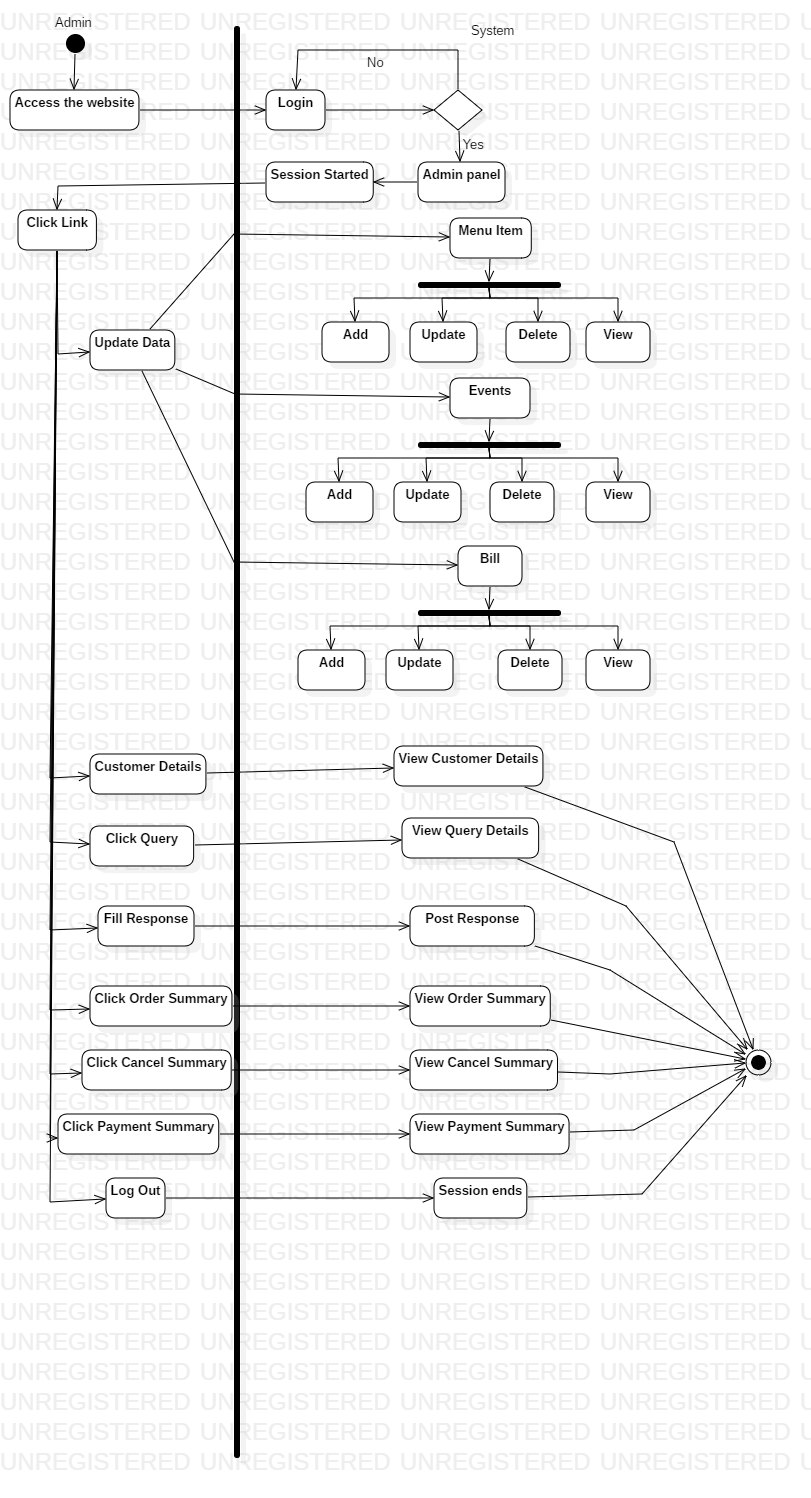 Admin
System
No
Access the website
Login
Yes
Session Started
Admin panel
Click Link
Menu Item
Update Data
Add
Update
Delete
View
Events
Add
Update
Delete
View
Bill
Add
Update
Delete
View
Customer Details
View Customer Details
Click Query
View Query Details
Fill Response
Post Response
Click Order Summary
View Order Summary
Click Cancel Summary
View Cancel Summary
Click Payment Summary
View Payment Summary
Log Out
Session ends
UNREGISTERED